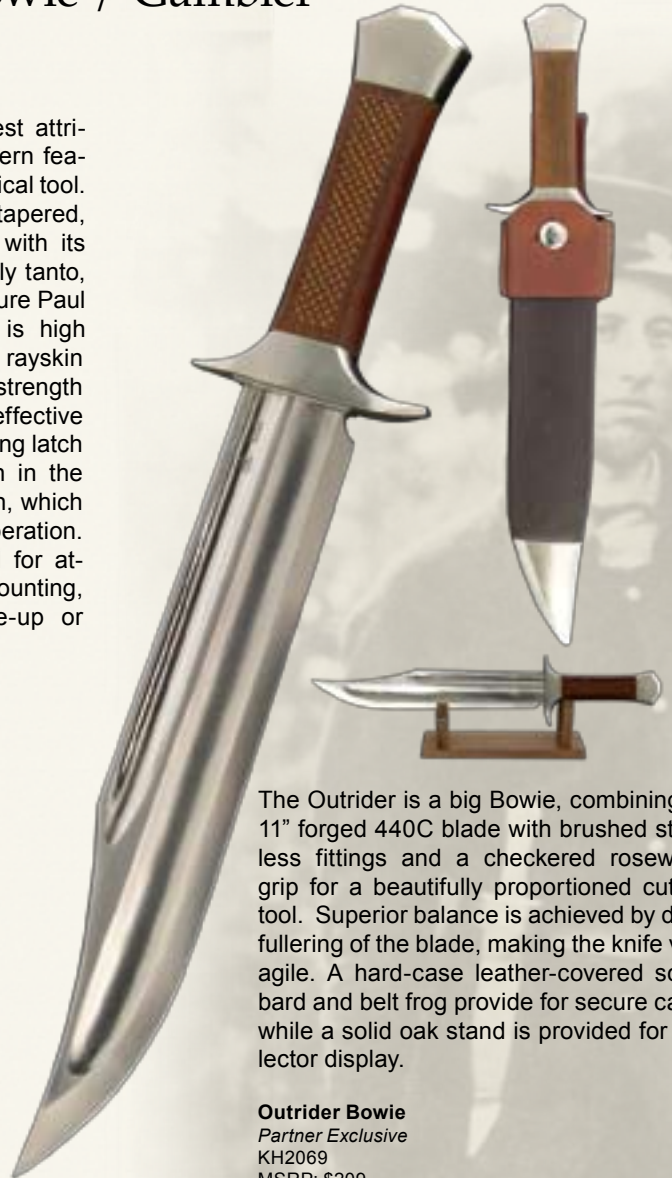 owie / Gambler
est attri-
ern fea-
ical tool.
tapered,
with its
ly tanto,
ure Paul
is high
rayskin
strength
effective
ng latch
n in the
n, which
peration.
for at-
ounting,
e-up or
The Outrider is a big Bowie, combining
11” forged 440C blade with brushed st
less fittings and a checkered rosew
grip for a beautifully proportioned cut
tool. Superior balance is achieved by d
fullering of the blade, making the knife v
agile. A hard-case leather-covered sc
bard and belt frog provide for secure ca
while a solid oak stand is provided for
lector display.
Outrider Bowie
Partner Exclusive
KH2069
MSRP: